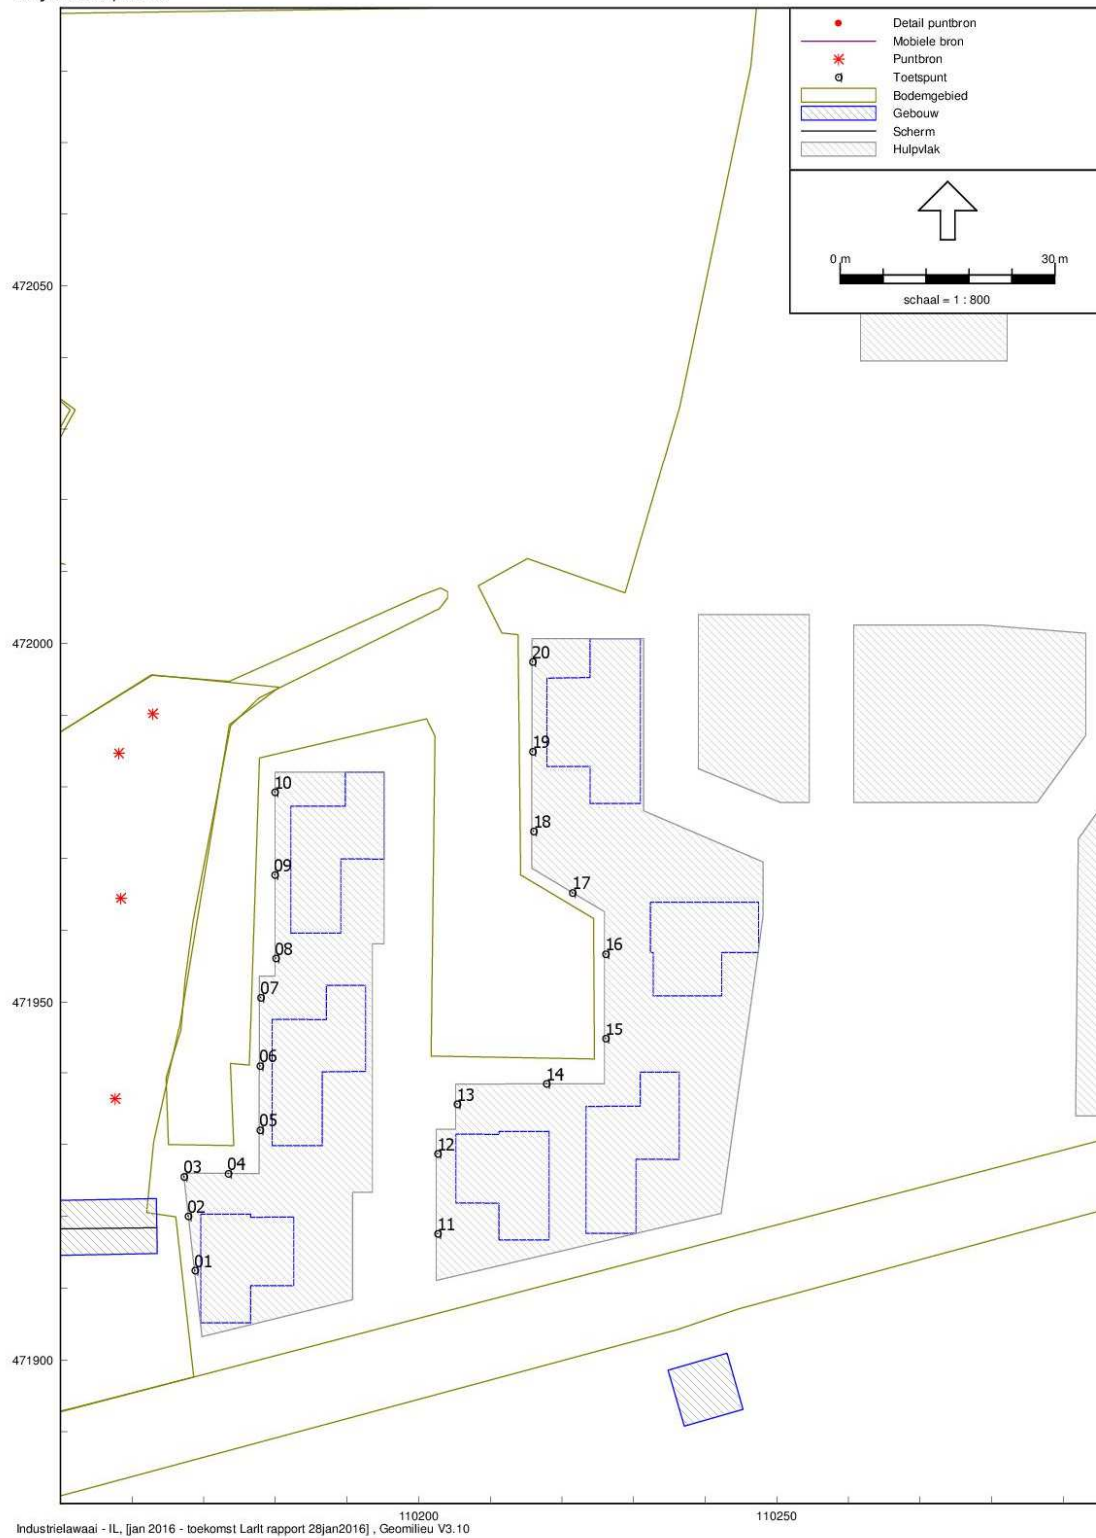 Detail puntbron
Mobiele bron
Puntbron
Toetspunt
Bodemgebied
Gebouw
Scherm
Hulpvlak
0 m 30 m
schaal = 1 : 800
472050
472000
20
19
10
18
09
17
08
16
07
471950
15
06
14
13
05
12
03 04
02
11
01
471900
110200 110250
Industrielawaai - IL, [jan 2016 - toekomst Larlt rapport 28jan2016] , Geomilieu V3.10